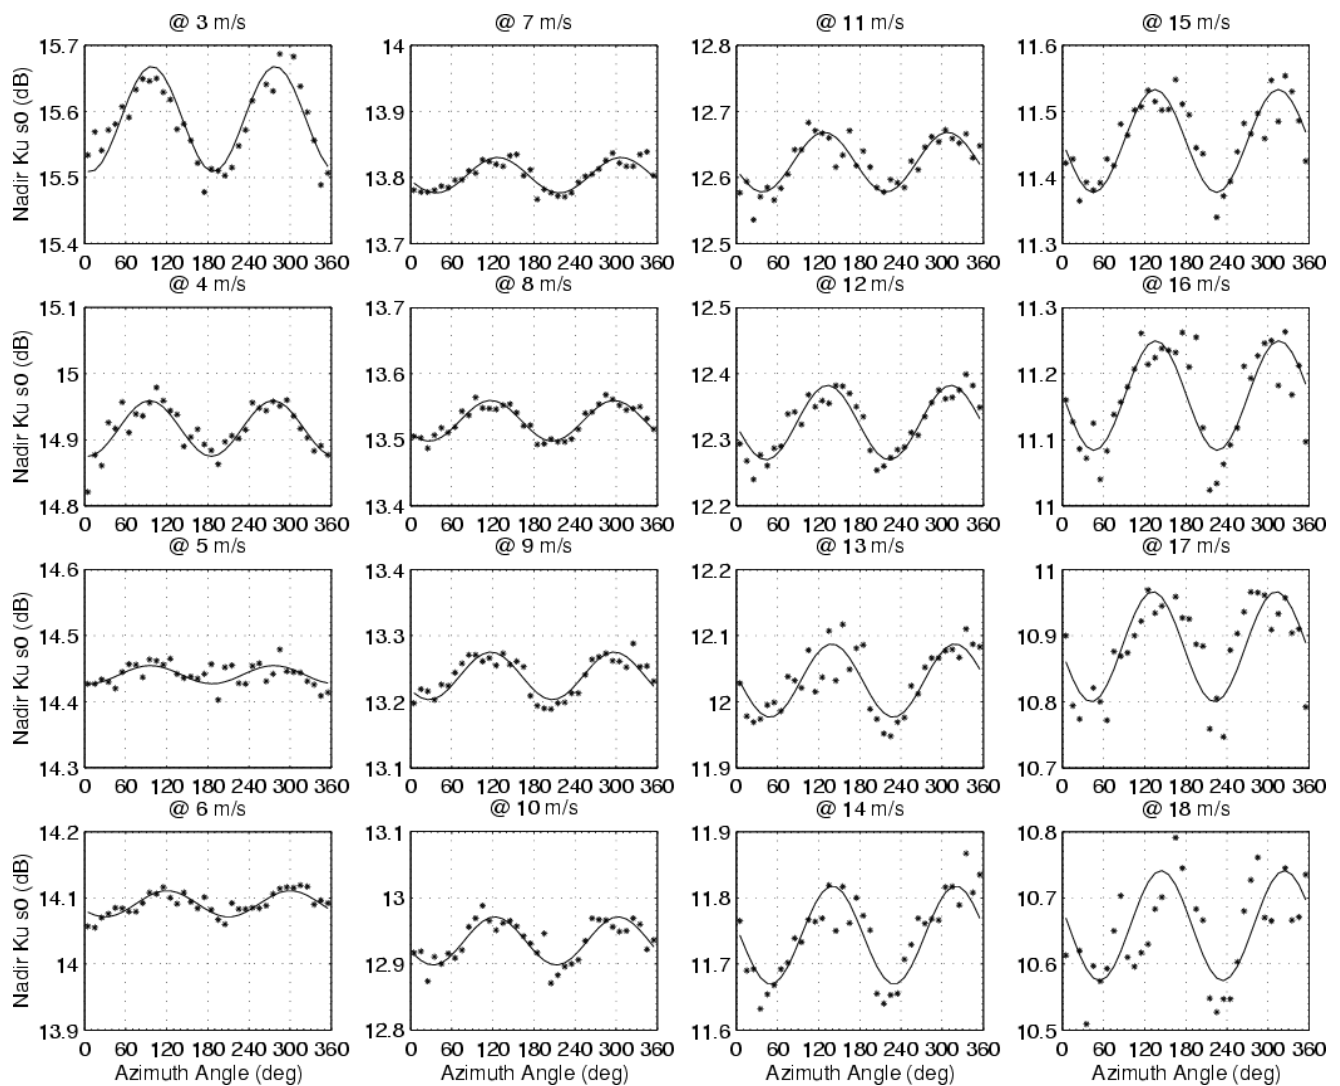 @ 3 m/s @ 7 m/s @ 11 m/s @ 15 m/s
15.7 14 12.8 11.6
15.6 13.9 12.7 11.5
15.5 13.8 12.6 11.4
15.4 13.7 12.5 11.3
Nadir Ku s0 (dB)
0 60 120 180 240 300 360 0 60 120 180 240 300 360 0 60 120 180 240 300 360 0 60 120 180 240 300 360
@ 4 m/s @ 8 m/s @ 12 m/s @ 16 m/s
15.1 13.7 12.5 11.3
15 13.6 12.4 11.2
14.9 13.5 12.3 11.1
14.8 13.4 12.2 11
Nadir Ku s0 (dB)
0 60 120 180 240 300 360 0 60 120 180 240 300 360 0 60 120 180 240 300 360 0 60 120 180 240 300 360
@ 5 m/s @ 9 m/s @ 13 m/s @ 17 m/s
14.6 13.4 12.2 11
14.5 13.3 12.1 10.9
14.4 13.2 12 10.8
14.3 13.1 11.9 10.7
Nadir Ku s0 (dB)
0 60 120 180 240 300 360 0 60 120 180 240 300 360 0 60 120 180 240 300 360 0 60 120 180 240 300 360
@ 6 m/s @ 10 m/s @ 14 m/s @ 18 m/s
14.2 13.1 11.9 10.8
14.1 13 11.8 10.7
14 12.9 11.7 10.6
13.9 12.8 11.6 10.5
Nadir Ku s0 (dB)
0 60 120 180 240 300 360 0 60 120 180 240 300 360 0 60 120 180 240 300 360 0 60 120 180 240 300 360
Azimuth Angle (deg) Azimuth Angle (deg) Azimuth Angle (deg) Azimuth Angle (deg)